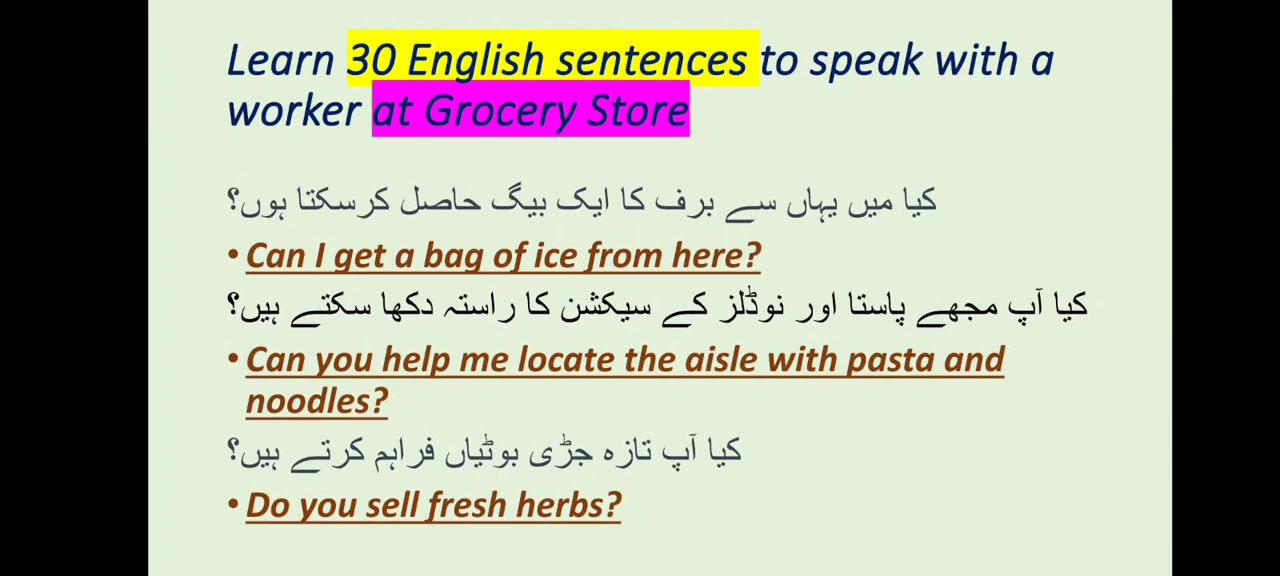 Learn 30 English sentences to speak with a
worker at Grocery Store
کیا میں یہاں سے برف کا ایک بیگ حاصل کرسکتا ہوں؟
• Can I get a bag of ice from here?
کیا آپ مجھے پاستا اور نوڈلز کے سیکشن کا راستہ دکھا سکتے ہیں؟
• Can you help me locate the aisle with pasta and
noodles?
کیا آپ تازہ جڑی بوٹیاں فراہم کرتے ہیں؟
• Do you sell fresh herbs?